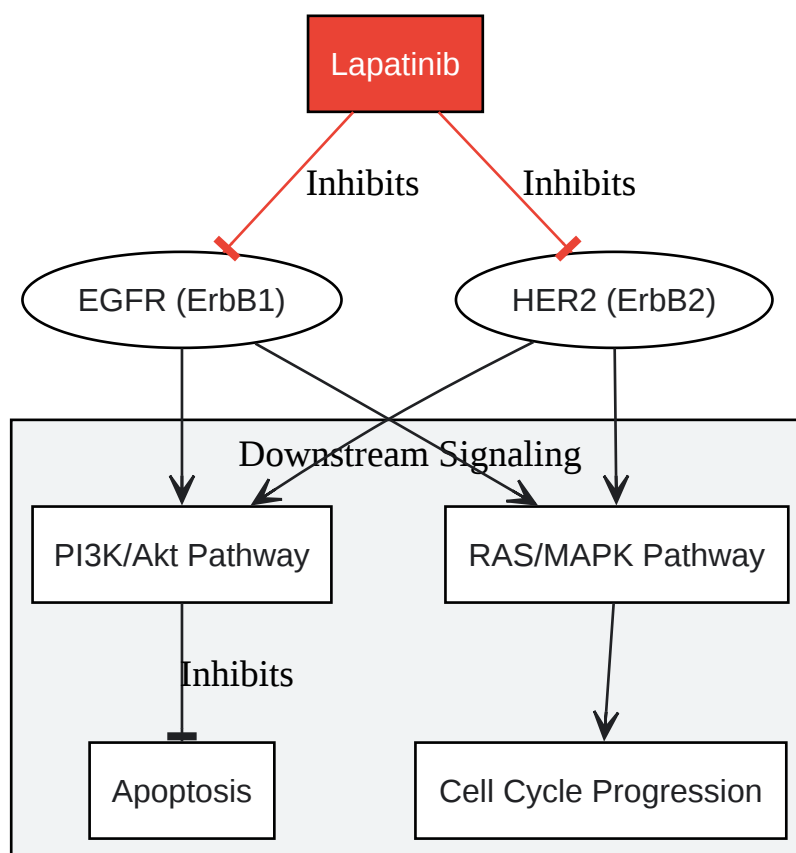 Lapatinib
Inhibits
Inhibits
EGFR (ErbB1)
HER2 (ErbB2)
Downstream Signaling
PI3K/Akt Pathway
RAS/MAPK Pathway
Inhibits
Apoptosis
Cell Cycle Progression